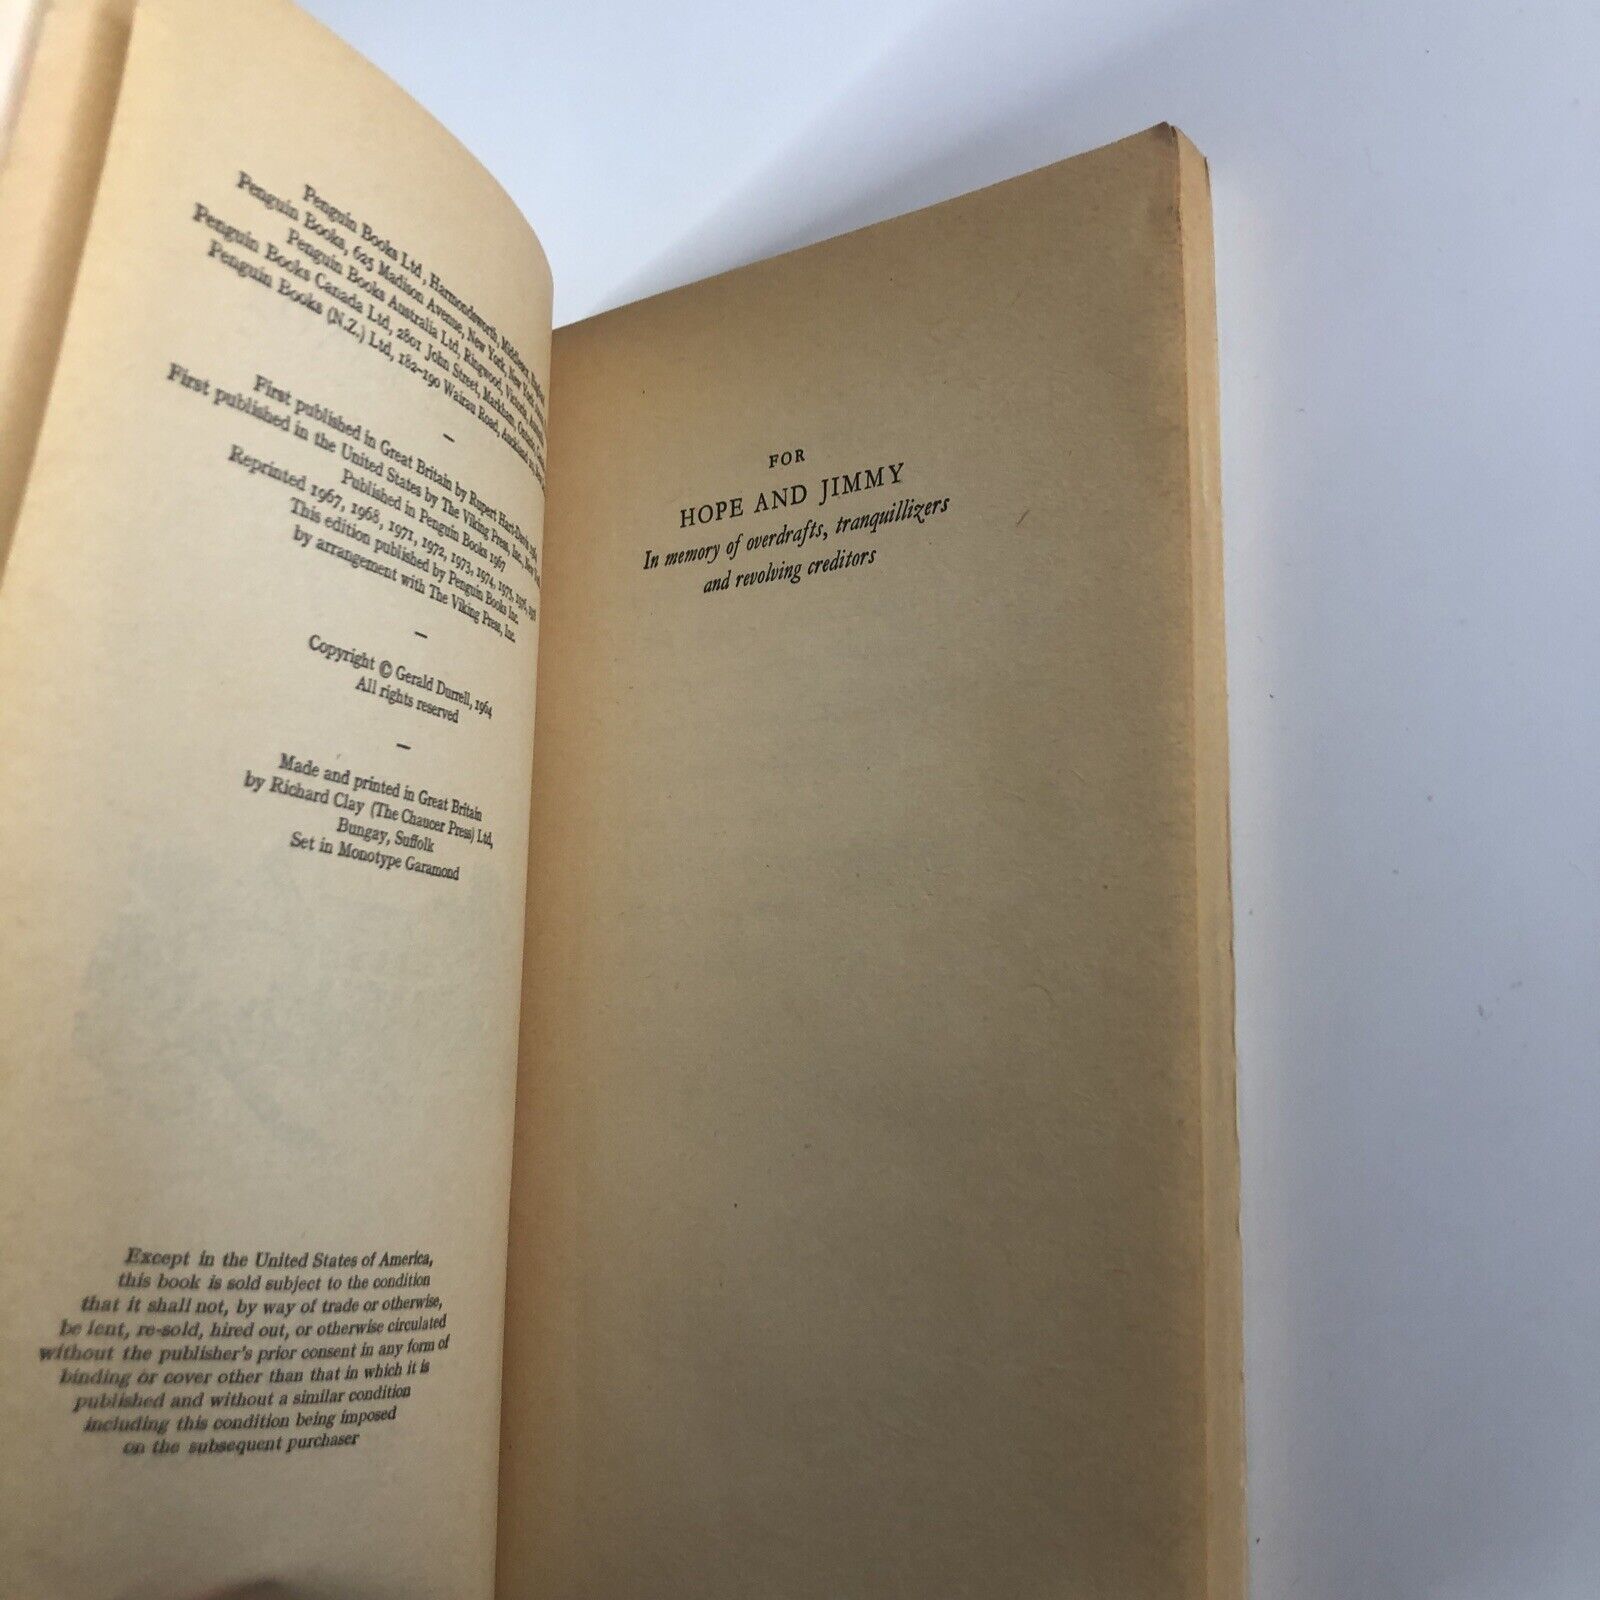 Penguin Books Ltd, Harmondsworth, Middlesex,
Penguin Books, 625 Madison Avenue, New York, New York
Penguin Books Australia Ltd, Ringwood, Victoria,
Penguin Books Canada Ltd, 2801 John Street, Markham, Ontario,
Penguin Books (N.Z.) Ltd, 182–190 Wairau Road, Auckland
–
First published in Great Britain by Rupert Hart-Davis
First published in the United States by The Viking Press, Inc., New York
Published in Penguin Books 1967
Reprinted 1967, 1968, 1971, 1972, 1973, 1974, 1975, 1976,
This edition published by Penguin Books Inc.
by arrangement with The Viking Press, Inc.
–
Copyright © Gerald Durrell, 1964
All rights reserved
–
Made and printed in Great Britain
by Richard Clay (The Chaucer Press) Ltd,
Bungay, Suffolk
Set in Monotype Garamond
Except in the United States of America,
this book is sold subject to the condition
that it shall not, by way of trade or otherwise,
be lent, re-sold, hired out, or otherwise circulated
without the publisher's prior consent in any form of
binding or cover other than that in which it is
published and without a similar condition
including this condition being imposed
on the subsequent purchaser
FOR
HOPE AND JIMMY
In memory of overdrafts, tranquillizers
and revolving creditors